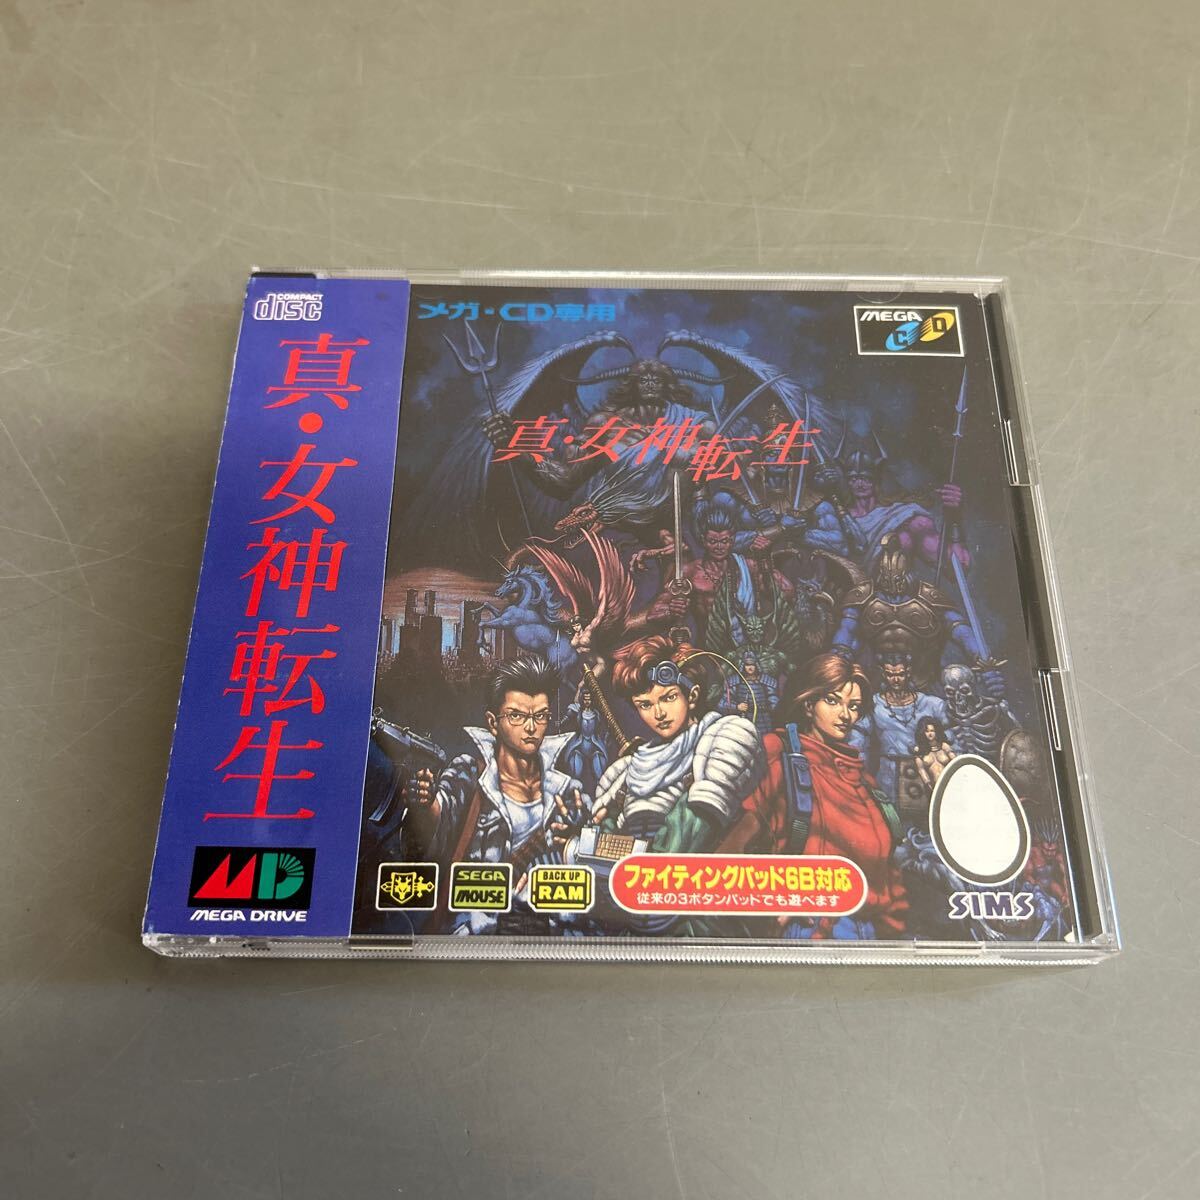 COMPACT
disc
真・女神転生
MEGA DRIVE
メガ・CD専用
MEGA
CD
真・女神転生
SEGA
MOUSE
BACK UP
RAM
ファイティングパッド6B対応
従来の3ボタンパッドでも遊べます
SIMS